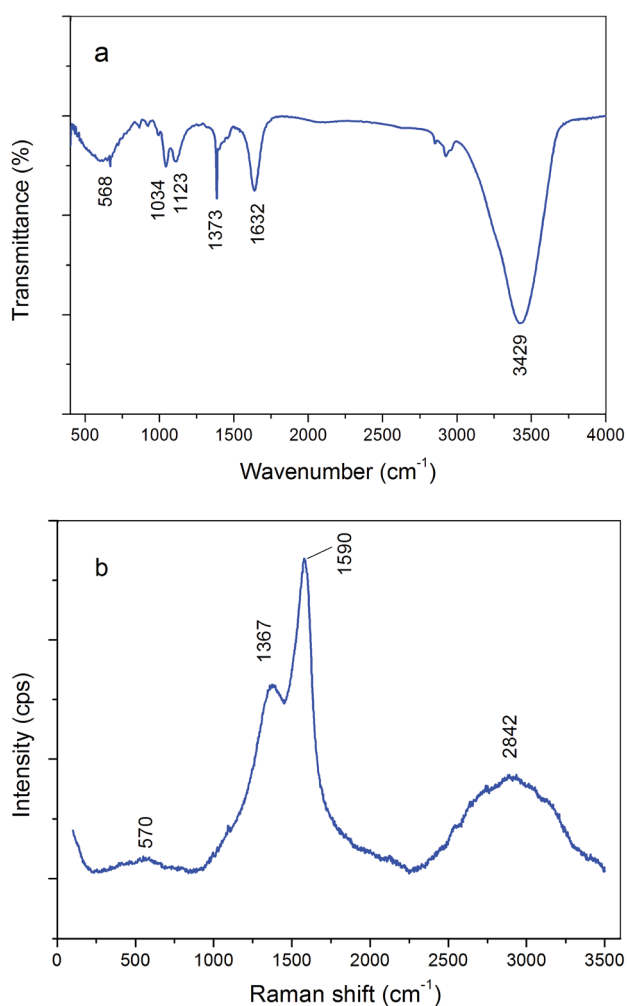 a
Transmittance (%)
568
1034
1123
1373
1632
3429
500 1000 1500 2000 2500 3000 3500 4000
Wavenumber (cm⁻¹)
b
1590
1367
2842
570
Intensity (cps)
0 500 1000 1500 2000 2500 3000 3500
Raman shift (cm⁻¹)